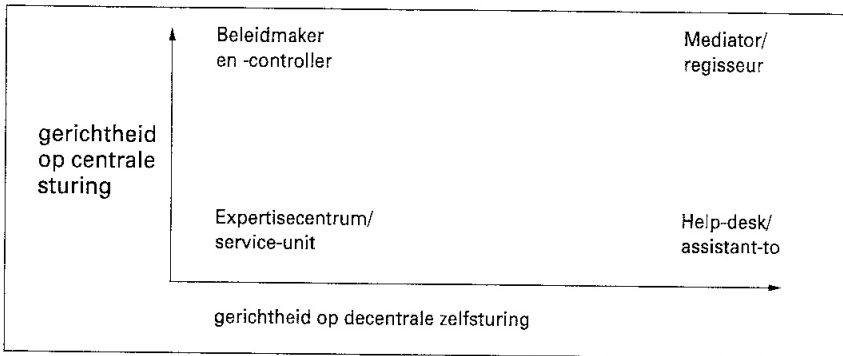 Beleidmaker
en -controller
Mediator/
regisseur
gerichtheid
op centrale
sturing
Expertisecentrum/
service-unit
Help-desk/
assistant-to
gerichtheid op decentrale zelfsturing